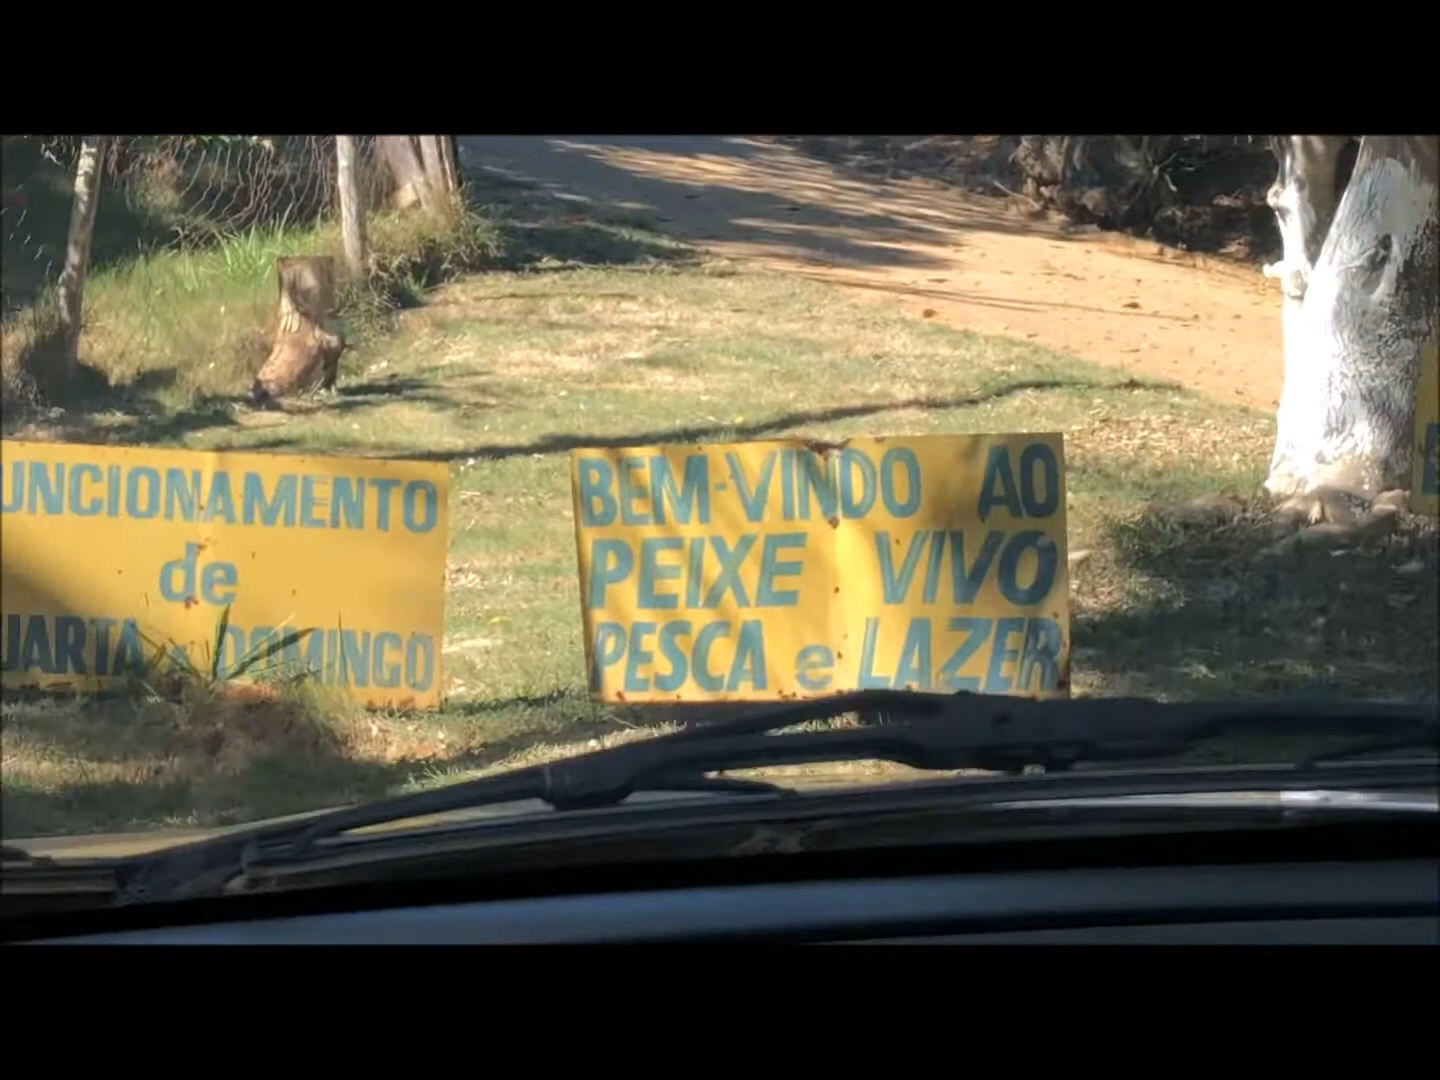 UNCIONAMENTO
de
UARTA a DOMINGO
BEM-VINDO AO
PEIXE VIVO
PESCA e LAZER